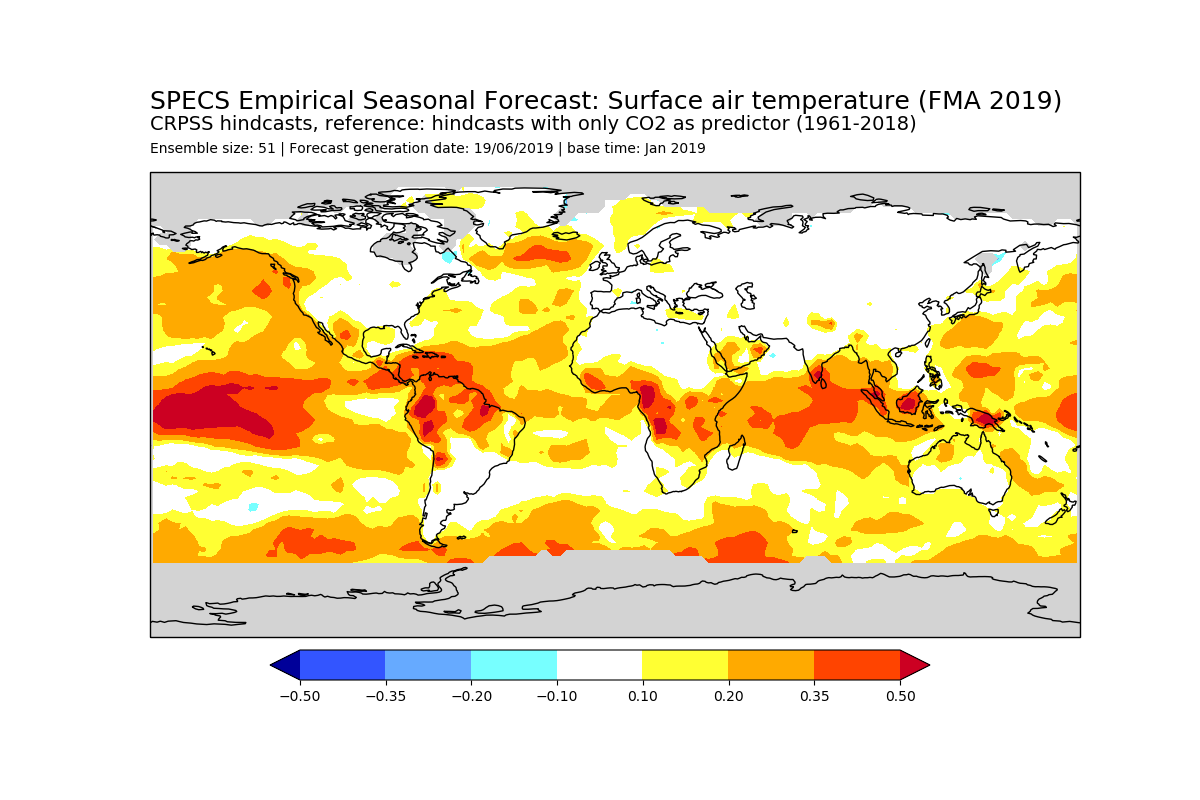 SPECS Empirical Seasonal Forecast: Surface air temperature (FMA 2019)
CRPSS hindcasts, reference: hindcasts with only CO2 as predictor (1961-2018)
Ensemble size: 51 | Forecast generation date: 19/06/2019 | base time: Jan 2019
−0.50 −0.35 −0.20 −0.10 0.10 0.20 0.35 0.50